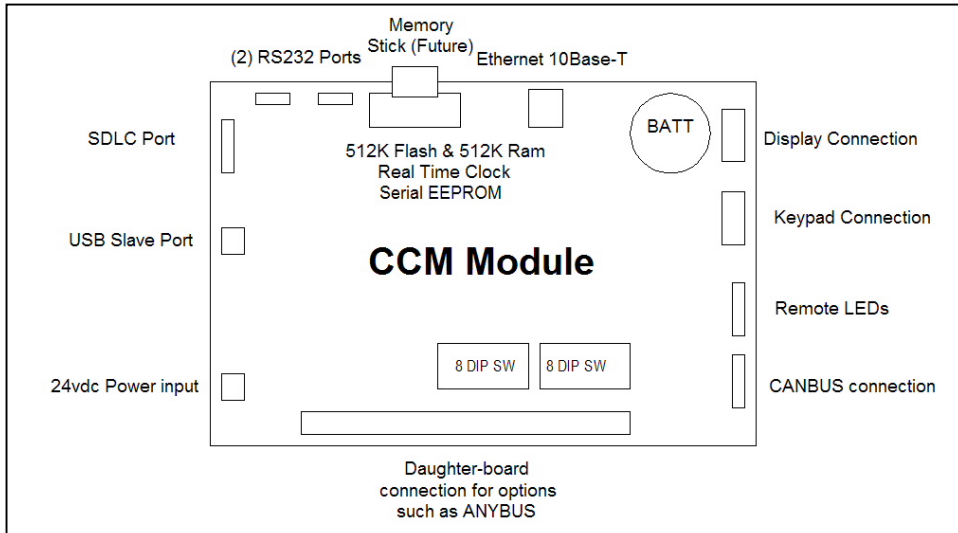 Memory
Stick (Future)
(2) RS232 Ports
Ethernet 10Base-T
BATT
SDLC Port
Display Connection
512K Flash & 512K Ram
Real Time Clock
Serial EEPROM
Keypad Connection
USB Slave Port
CCM Module
Remote LEDs
8 DIP SW
8 DIP SW
24vdc Power input
CANBUS connection
Daughter-board
connection for options
such as ANYBUS